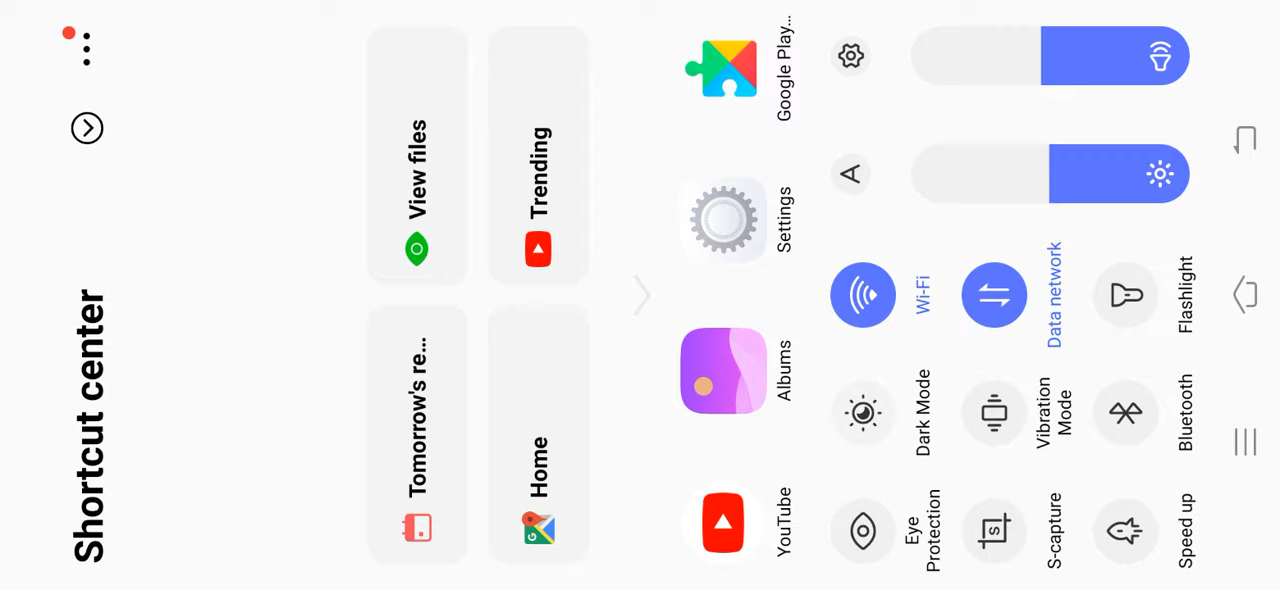 Shortcut center
Tomorrow's re...
View files
Home
Trending
YouTube
Albums
Settings
Google Play...
A
Eye
Protection
Dark Mode
Wi-Fi
S
S-capture
Vibration
Mode
Data network
Speed up
Bluetooth
Flashlight